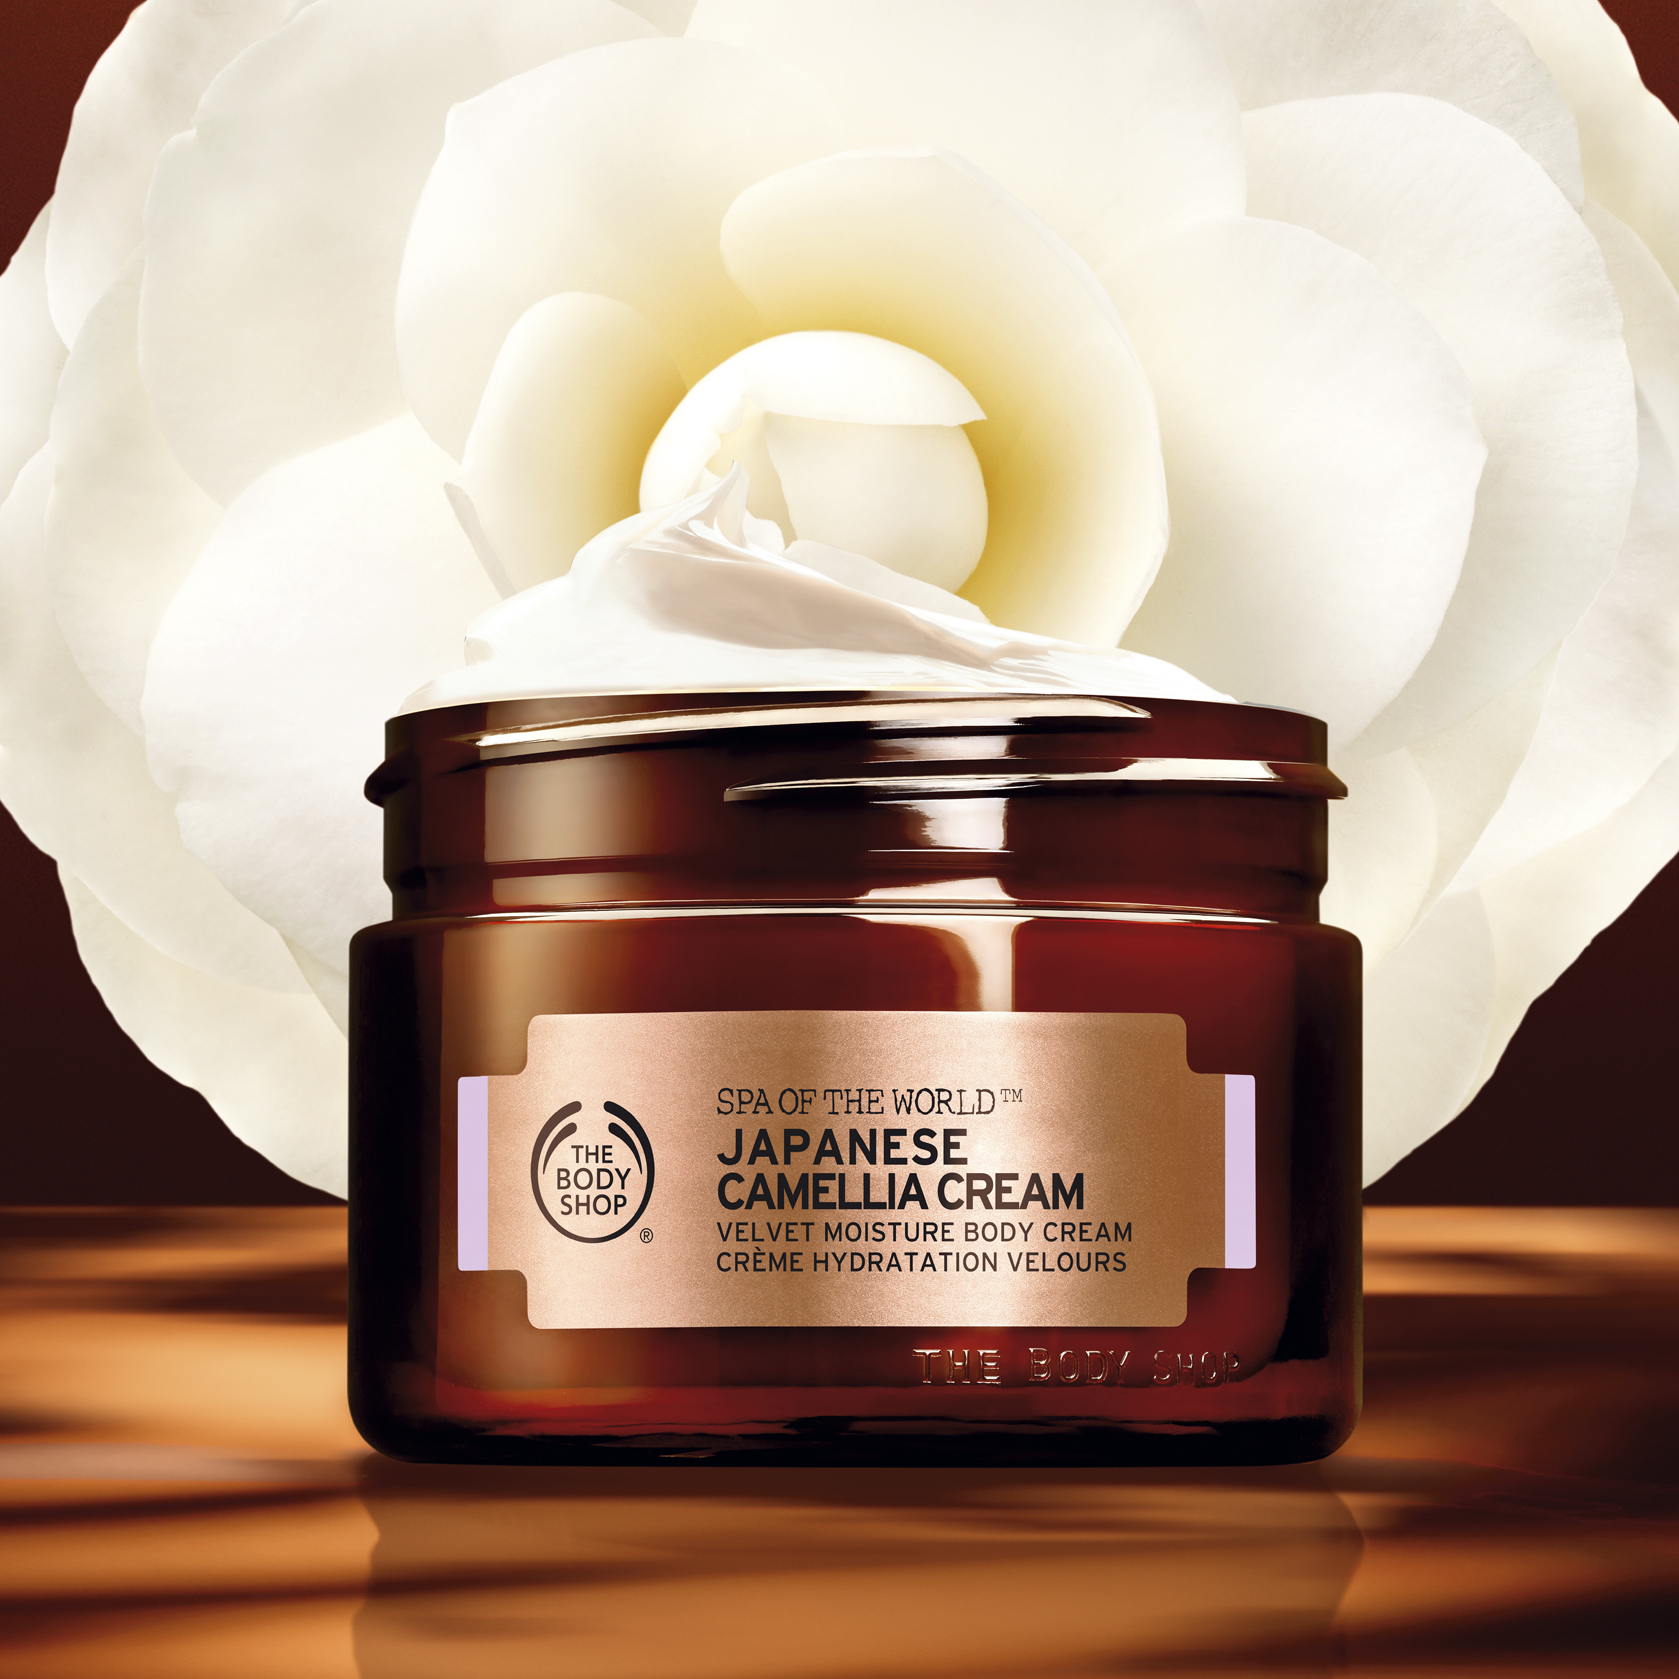 SPA OF THE WORLD™
JAPANESE
CAMELLIA CREAM
VELVET MOISTURE BODY CREAM
CRÈME HYDRATATION VELOURS
THE
BODY
SHOP
®
THE BODY SHOP